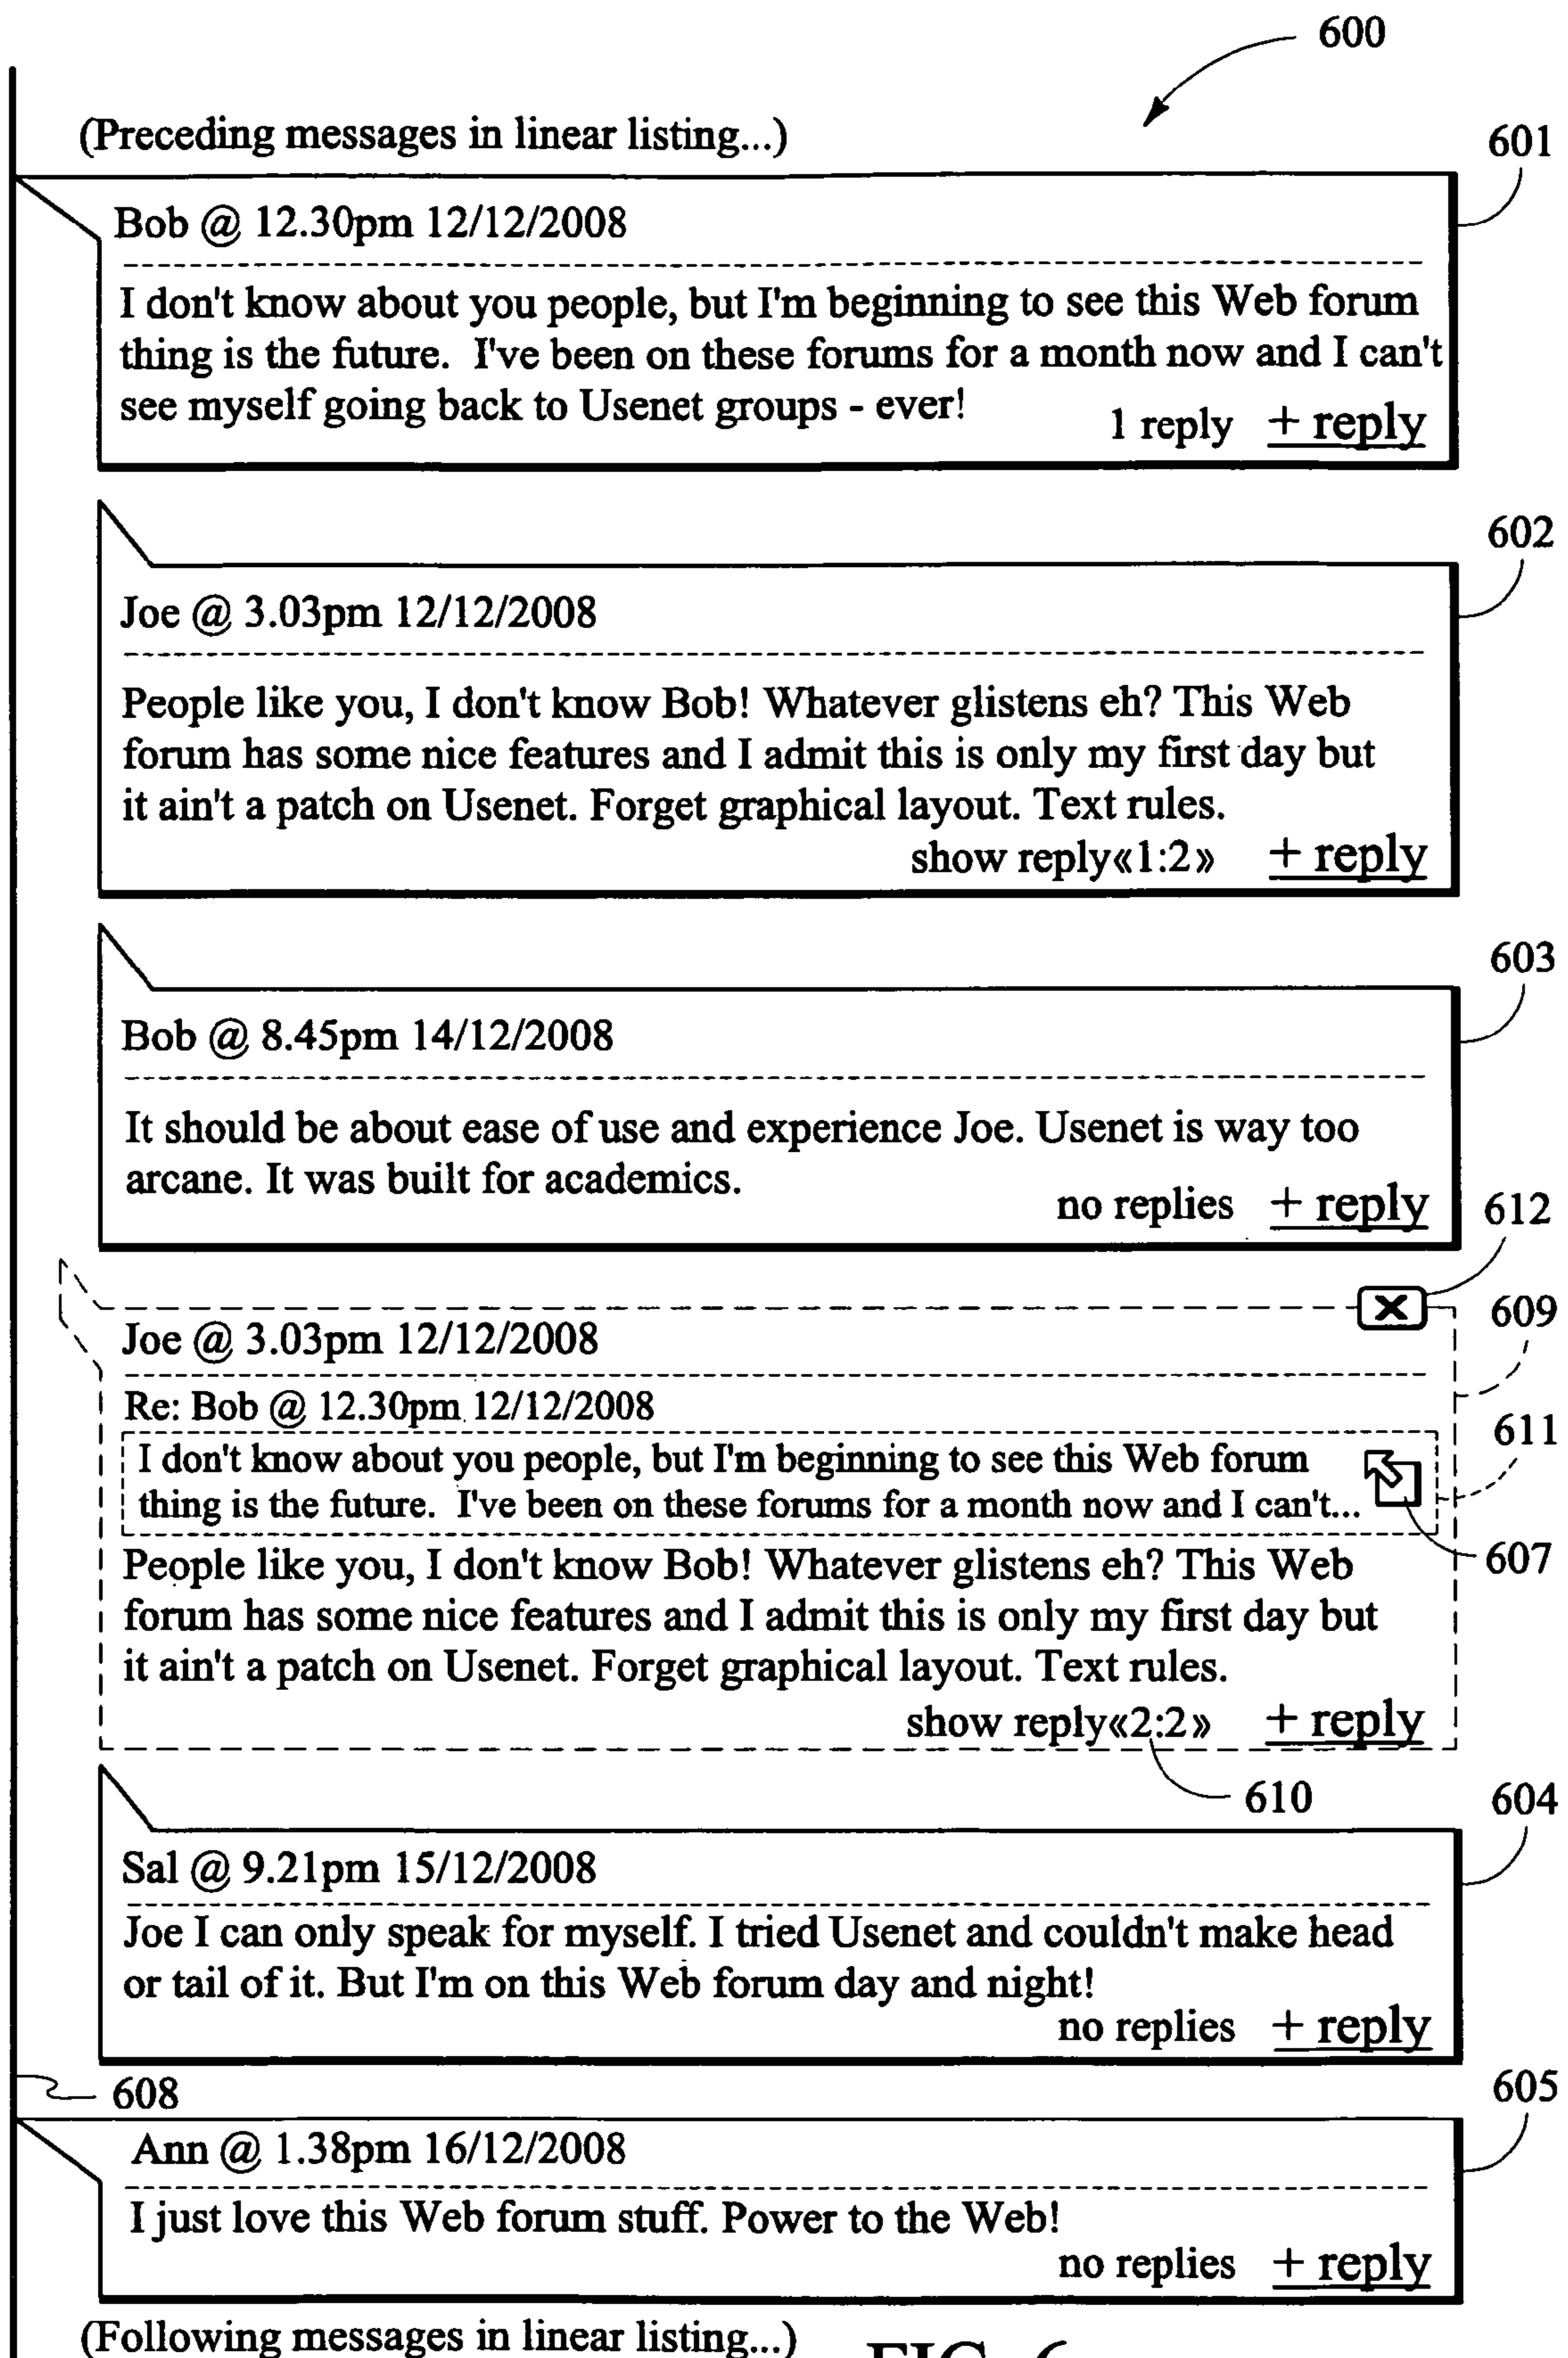 600
(Preceding messages in linear listing...)
601
Bob @ 12.30pm 12/12/2008
I don't know about you people, but I'm beginning to see this Web forum
thing is the future. I've been on these forums for a month now and I can't
see myself going back to Usenet groups - ever!
1 reply + reply
602
Joe @ 3.03pm 12/12/2008
People like you, I don't know Bob! Whatever glistens eh? This Web
forum has some nice features and I admit this is only my first day but
it ain't a patch on Usenet. Forget graphical layout. Text rules.
show reply«1:2» + reply
603
Bob @ 8.45pm 14/12/2008
It should be about ease of use and experience Joe. Usenet is way too
arcane. It was built for academics.
no replies + reply
612
X
609
Joe @ 3.03pm 12/12/2008
Re: Bob @ 12.30pm 12/12/2008
611
I don't know about you people, but I'm beginning to see this Web forum
thing is the future. I've been on these forums for a month now and I can't...
607
People like you, I don't know Bob! Whatever glistens eh? This Web
forum has some nice features and I admit this is only my first day but
it ain't a patch on Usenet. Forget graphical layout. Text rules.
show reply«2:2» + reply
610
604
Sal @ 9.21pm 15/12/2008
Joe I can only speak for myself. I tried Usenet and couldn't make head
or tail of it. But I'm on this Web forum day and night!
no replies + reply
608
605
Ann @ 1.38pm 16/12/2008
I just love this Web forum stuff. Power to the Web!
no replies + reply
(Following messages in linear listing...)
FIG. 6